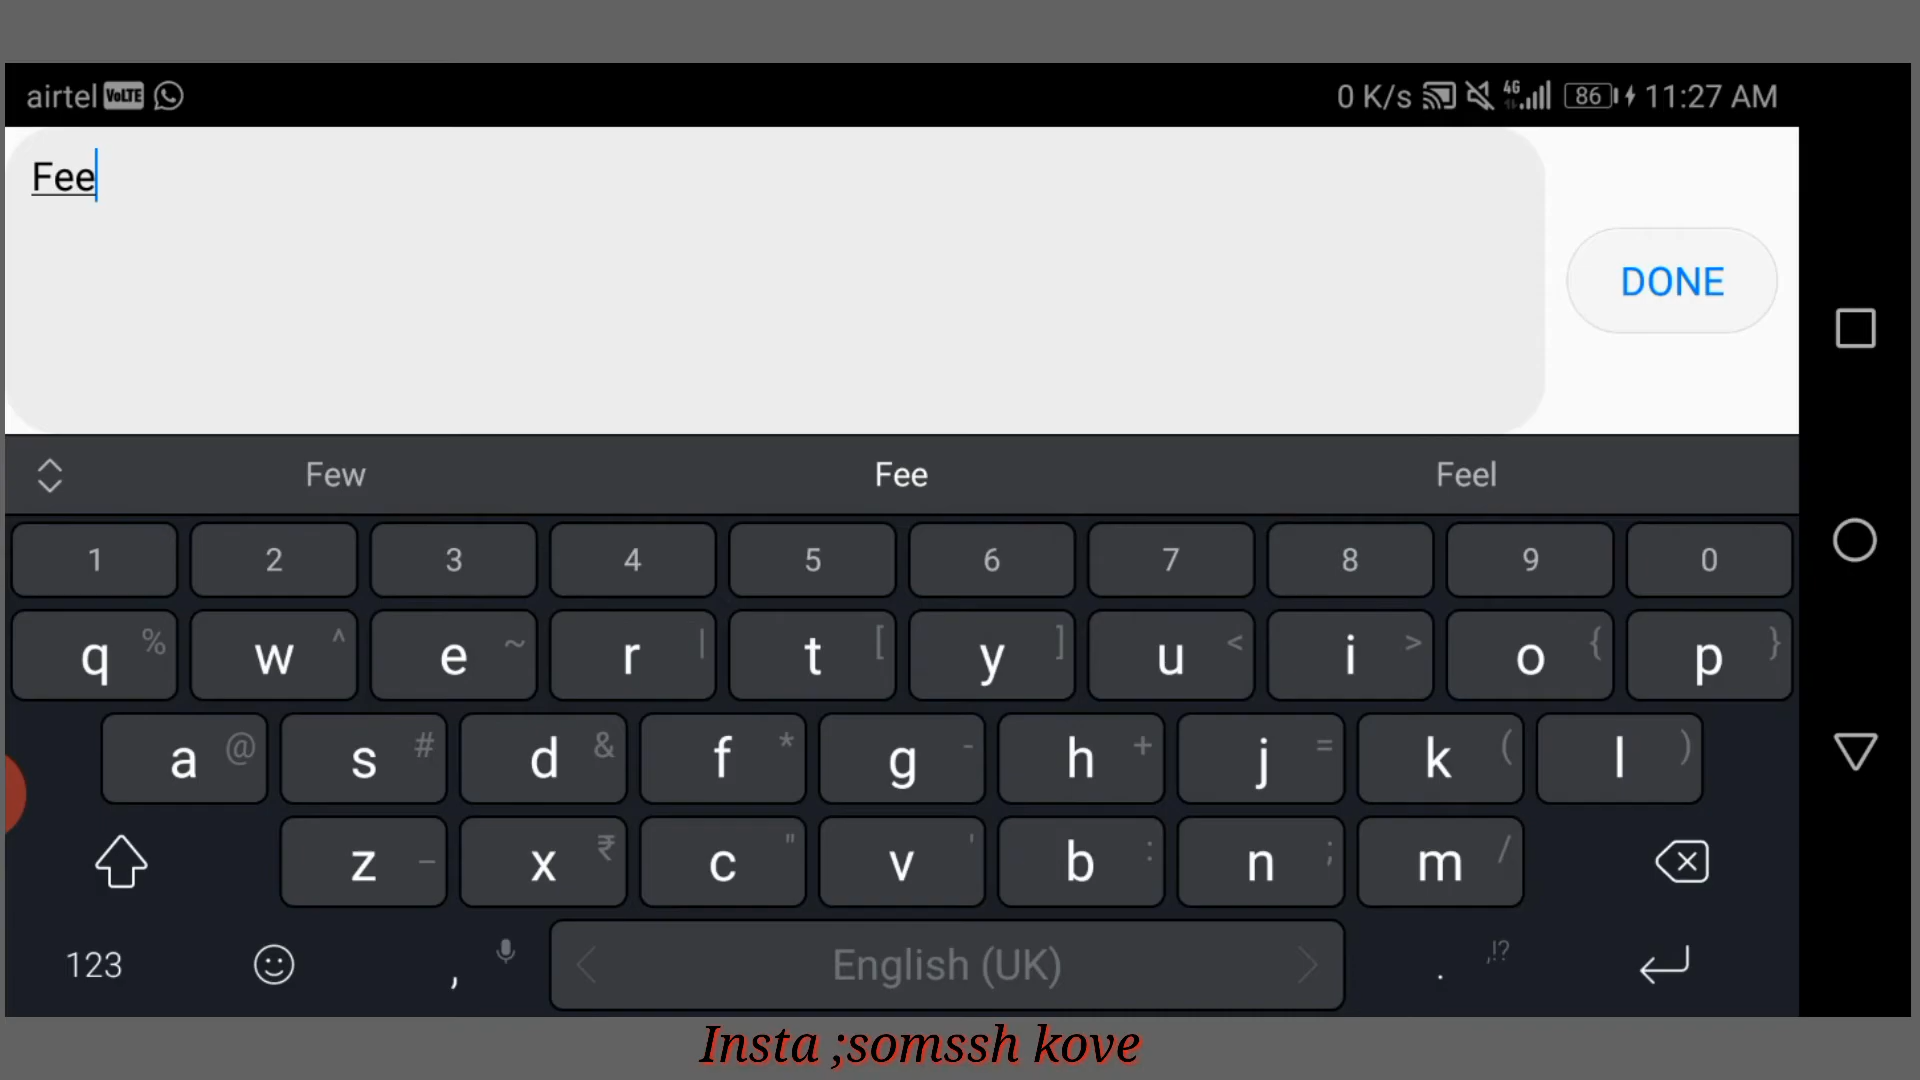 airtel VoLTE 0 K/s 4G 86 11:27 AM
Fee
DONE
Few Fee Feel
1 2 3 4 5 6 7 8 9 0
q % w ^ e ~ r | t [ y ] u < i > o { p }
a @ s # d & f * g - h + j = k ( l )
z _ x ₹ c " v ' b : n ; m /
123 , English (UK) . ,!?
Insta ;somssh kove